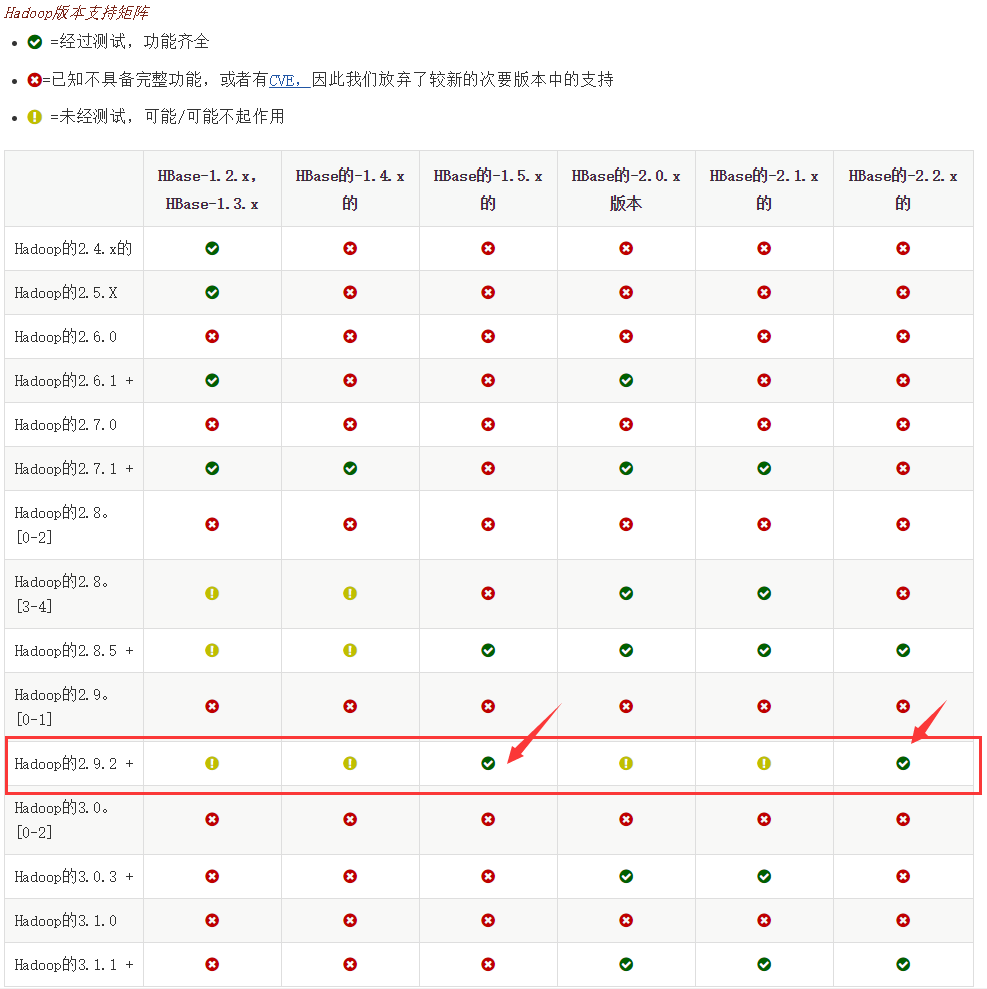 Hadoop版本支持矩阵
=经过测试，功能齐全
=已知不具备完整功能，或者有CVE，因此我们放弃了较新的次要版本中的支持
=未经测试，可能/可能不起作用
HBase-1.2.x，
HBase-1.3.x
HBase的-1.4.x
的
HBase的-1.5.x
的
HBase的-2.0.x
版本
HBase的-2.1.x
的
HBase的-2.2.x
的
Hadoop的2.4.x的
Hadoop的2.5.X
Hadoop的2.6.0
Hadoop的2.6.1 +
Hadoop的2.7.0
Hadoop的2.7.1 +
Hadoop的2.8。
[0-2]
Hadoop的2.8。
[3-4]
Hadoop的2.8.5 +
Hadoop的2.9。
[0-1]
Hadoop的2.9.2 +
Hadoop的3.0。
[0-2]
Hadoop的3.0.3 +
Hadoop的3.1.0
Hadoop的3.1.1 +